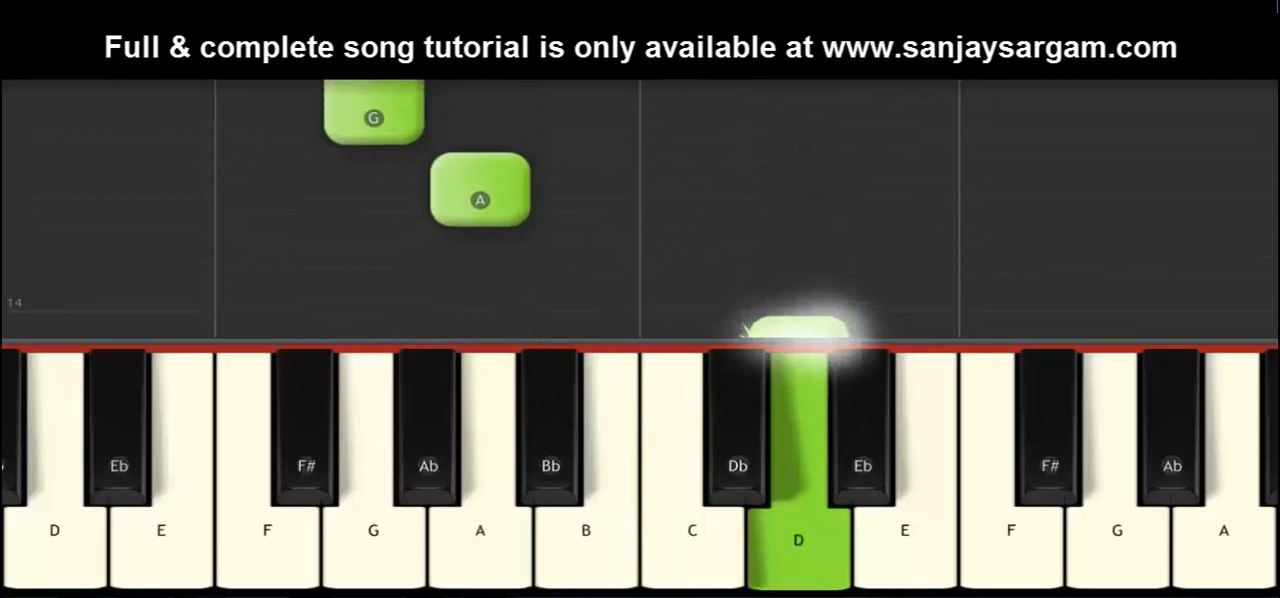 Full & complete song tutorial is only available at www.sanjaysargam.com
G
A
14
Eb F# Ab Bb Db Eb F# Ab
D E F G A B C D E F G A